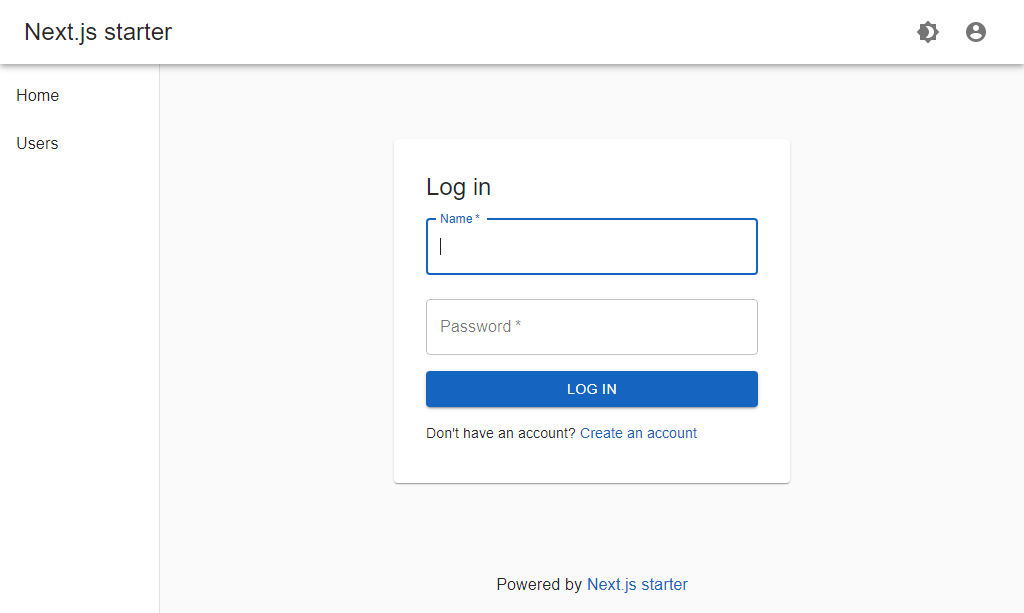 Next.js starter
Home
Users
Log in
Name *
Password *
LOG IN
Don't have an account? Create an account
Powered by Next.js starter